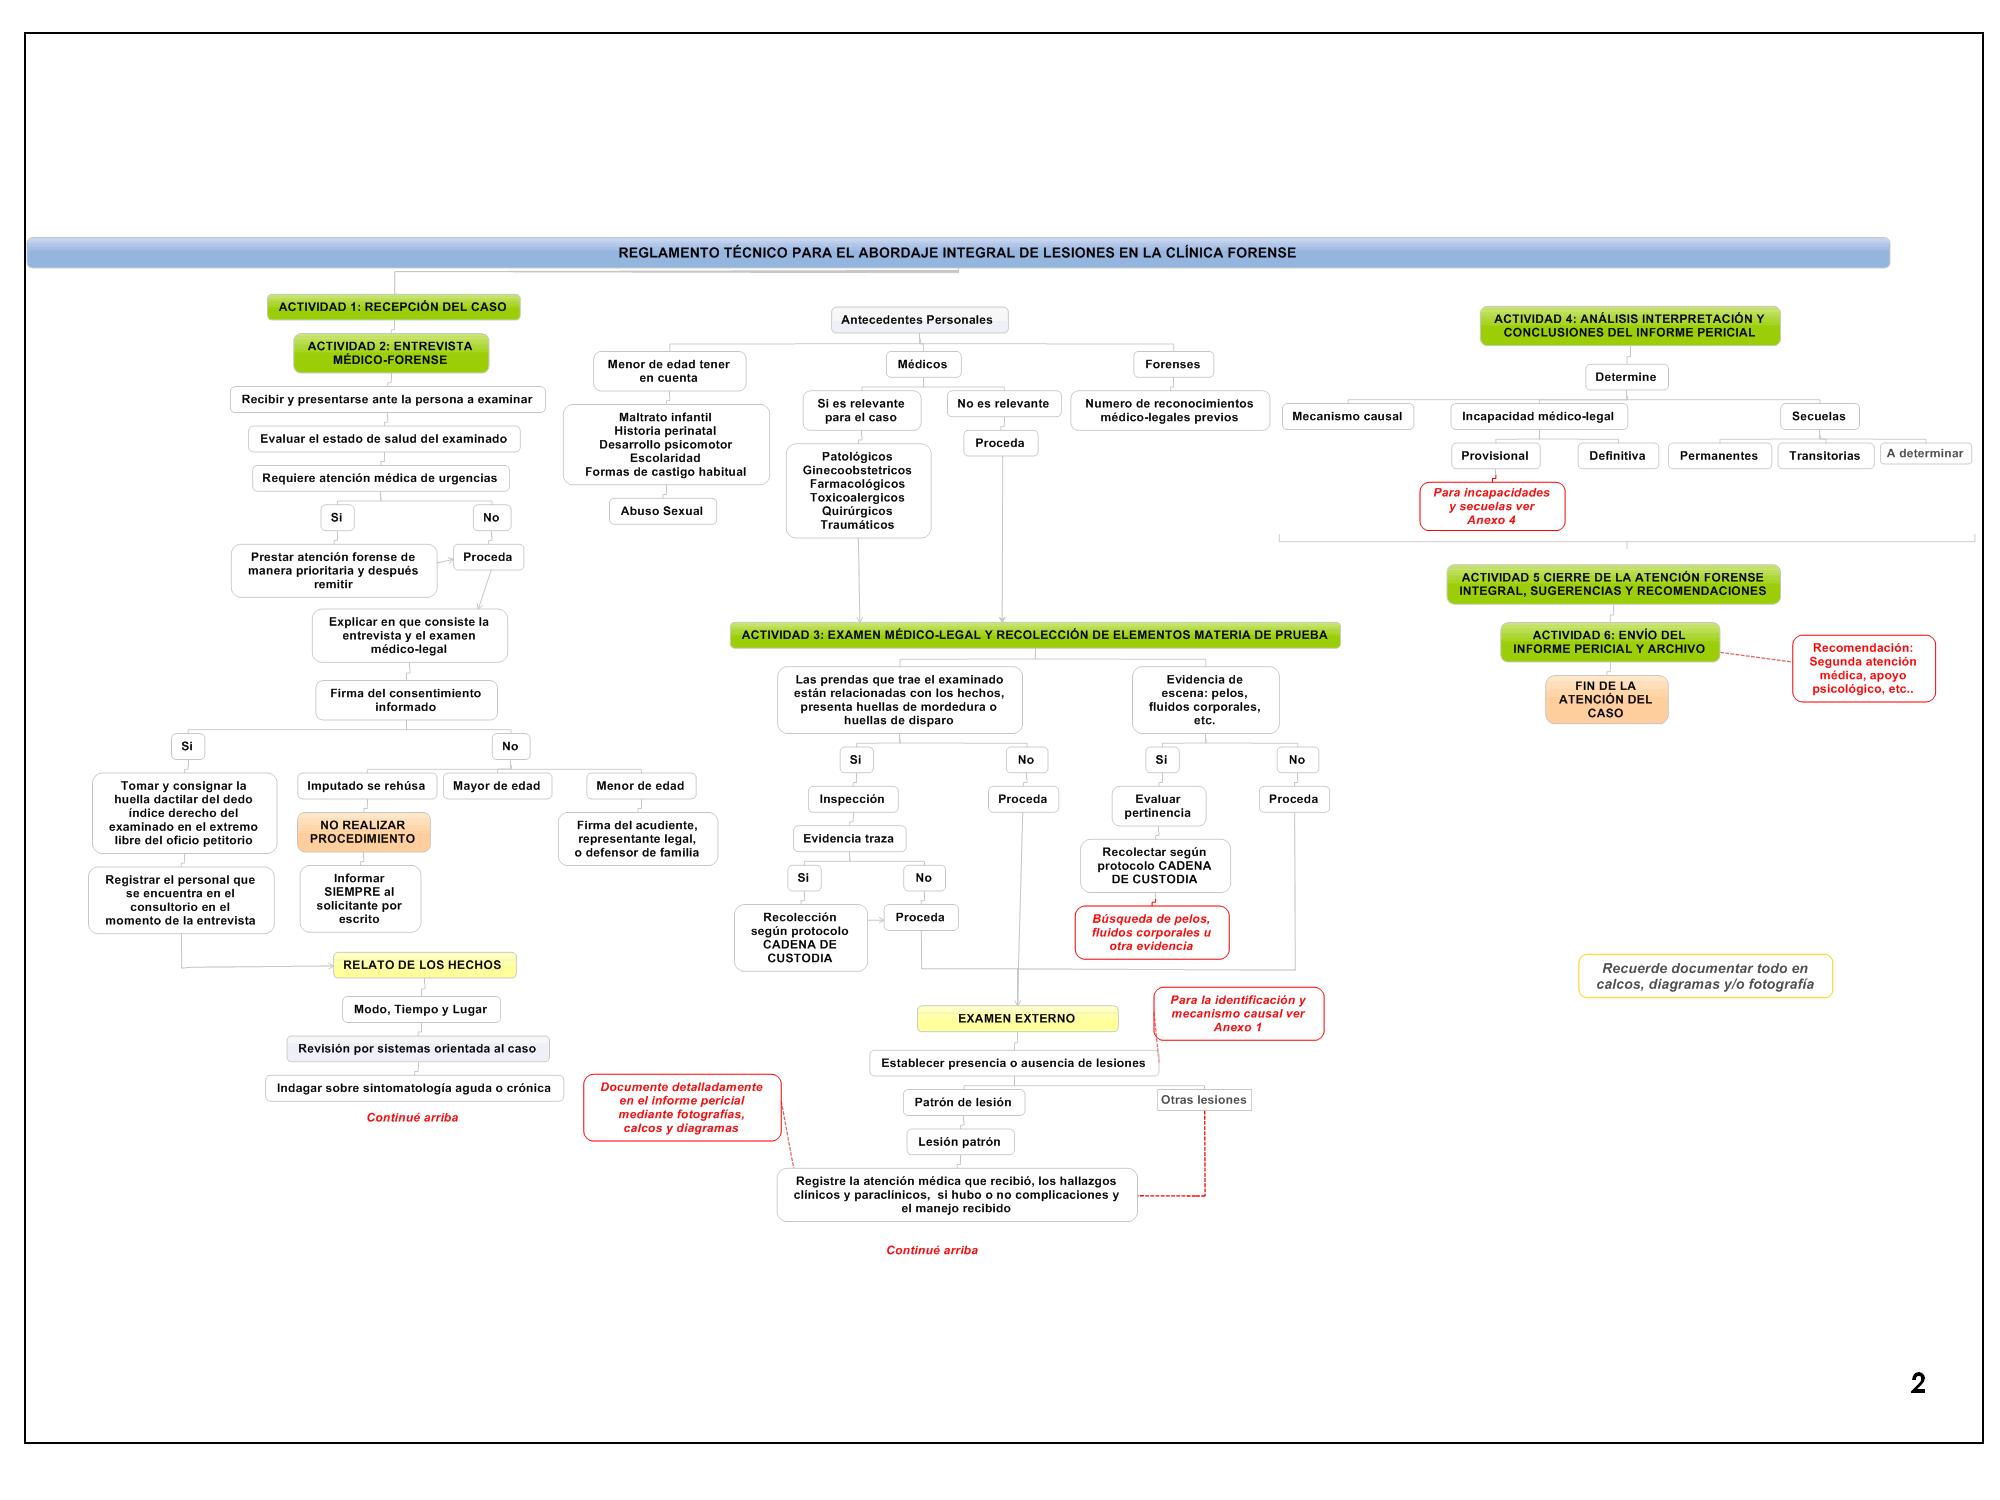 REGLAMENTO TÉCNICO PARA EL ABORDAJE INTEGRAL DE LESIONES EN LA CLÍNICA FORENSE
ACTIVIDAD 1: RECEPCIÓN DEL CASO
ACTIVIDAD 2: ENTREVISTA
MÉDICO-FORENSE
Recibir y presentarse ante la persona a examinar
Evaluar el estado de salud del examinado
Requiere atención médica de urgencias
Si
No
Prestar atención forense de
manera prioritaria y después
remitir
Proceda
Explicar en que consiste la
entrevista y el examen
médico-legal
Firma del consentimiento
informado
Si
No
Tomar y consignar la
huella dactilar del dedo
índice derecho del
examinado en el extremo
libre del oficio petitorio
Registrar el personal que
se encuentra en el
consultorio en el
momento de la entrevista
Imputado se rehúsa
NO REALIZAR
PROCEDIMIENTO
Informar
SIEMPRE al
solicitante por
escrito
Mayor de edad
Menor de edad
Firma del acudiente,
representante legal,
o defensor de familia
RELATO DE LOS HECHOS
Modo, Tiempo y Lugar
Revisión por sistemas orientada al caso
Indagar sobre sintomatología aguda o crónica
Continué arriba
Antecedentes Personales
Menor de edad tener
en cuenta
Maltrato infantil
Historia perinatal
Desarrollo psicomotor
Escolaridad
Formas de castigo habitual
Abuso Sexual
Médicos
Si es relevante
para el caso
Patológicos
Ginecoobstetricos
Farmacológicos
Toxicoalergicos
Quirúrgicos
Traumáticos
No es relevante
Proceda
Forenses
Numero de reconocimientos
médico-legales previos
ACTIVIDAD 3: EXAMEN MÉDICO-LEGAL Y RECOLECCIÓN DE ELEMENTOS MATERIA DE PRUEBA
Las prendas que trae el examinado
están relacionadas con los hechos,
presenta huellas de mordedura o
huellas de disparo
Si
Inspección
Evidencia traza
Si
Recolección
según protocolo
CADENA DE
CUSTODIA
No
Proceda
No
Proceda
Evidencia de
escena: pelos,
fluidos corporales,
etc.
Si
Evaluar
pertinencia
Recolectar según
protocolo CADENA
DE CUSTODIA
Búsqueda de pelos,
fluidos corporales u
otra evidencia
No
Proceda
EXAMEN EXTERNO
Para la identificación y
mecanismo causal ver
Anexo 1
Establecer presencia o ausencia de lesiones
Documente detalladamente
en el informe pericial
mediante fotografías,
calcos y diagramas
Patrón de lesión
Otras lesiones
Lesión patrón
Registre la atención médica que recibió, los hallazgos
clínicos y paraclínicos, si hubo o no complicaciones y
el manejo recibido
Continué arriba
ACTIVIDAD 4: ANÁLISIS INTERPRETACIÓN Y
CONCLUSIONES DEL INFORME PERICIAL
Determine
Mecanismo causal
Incapacidad médico-legal
Secuelas
Provisional
Definitiva
Permanentes
Transitorias
A determinar
Para incapacidades
y secuelas ver
Anexo 4
ACTIVIDAD 5 CIERRE DE LA ATENCIÓN FORENSE
INTEGRAL, SUGERENCIAS Y RECOMENDACIONES
ACTIVIDAD 6: ENVÍO DEL
INFORME PERICIAL Y ARCHIVO
Recomendación:
Segunda atención
médica, apoyo
psicológico, etc..
FIN DE LA
ATENCIÓN DEL
CASO
Recuerde documentar todo en
calcos, diagramas y/o fotografía
2